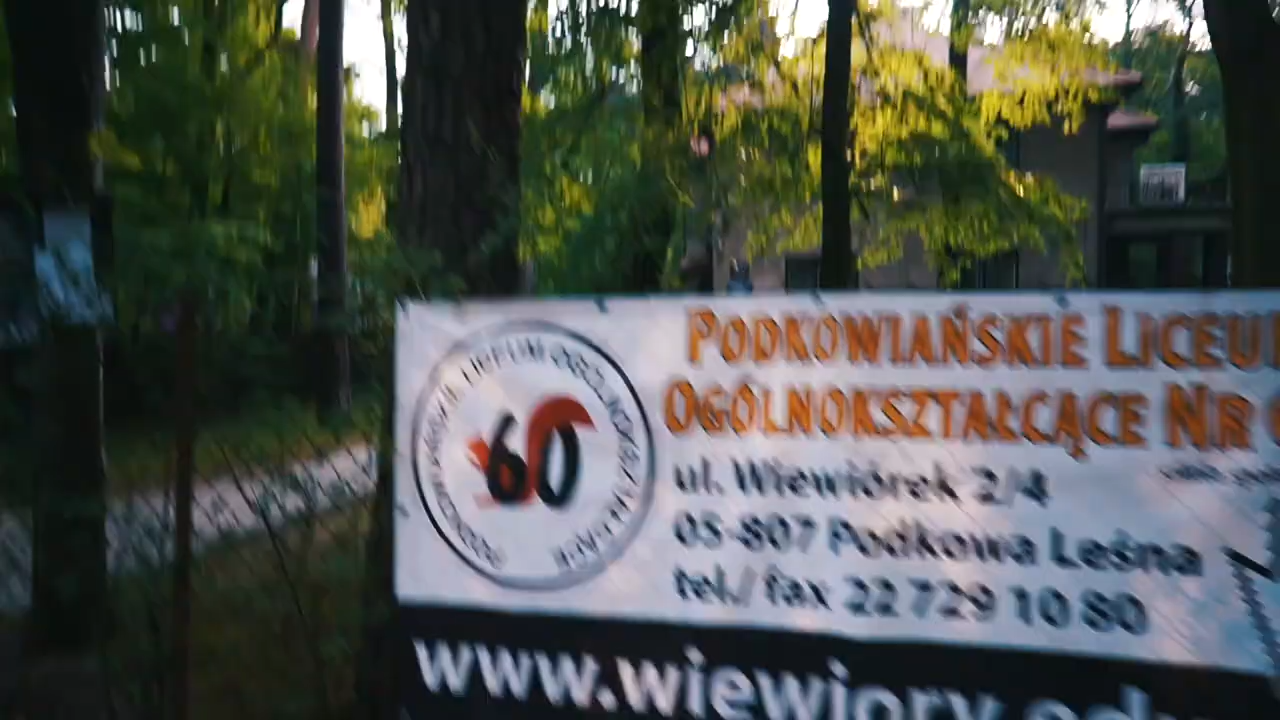 PODKOWIAŃSKIE LICEU
OGÓLNOKSZTAŁCĄCE NR
60
ul. Wiewiórek 2/4
05-807 Podkowa Leśna
tel./ fax 22 729 10 80
www.wiewiory.ed